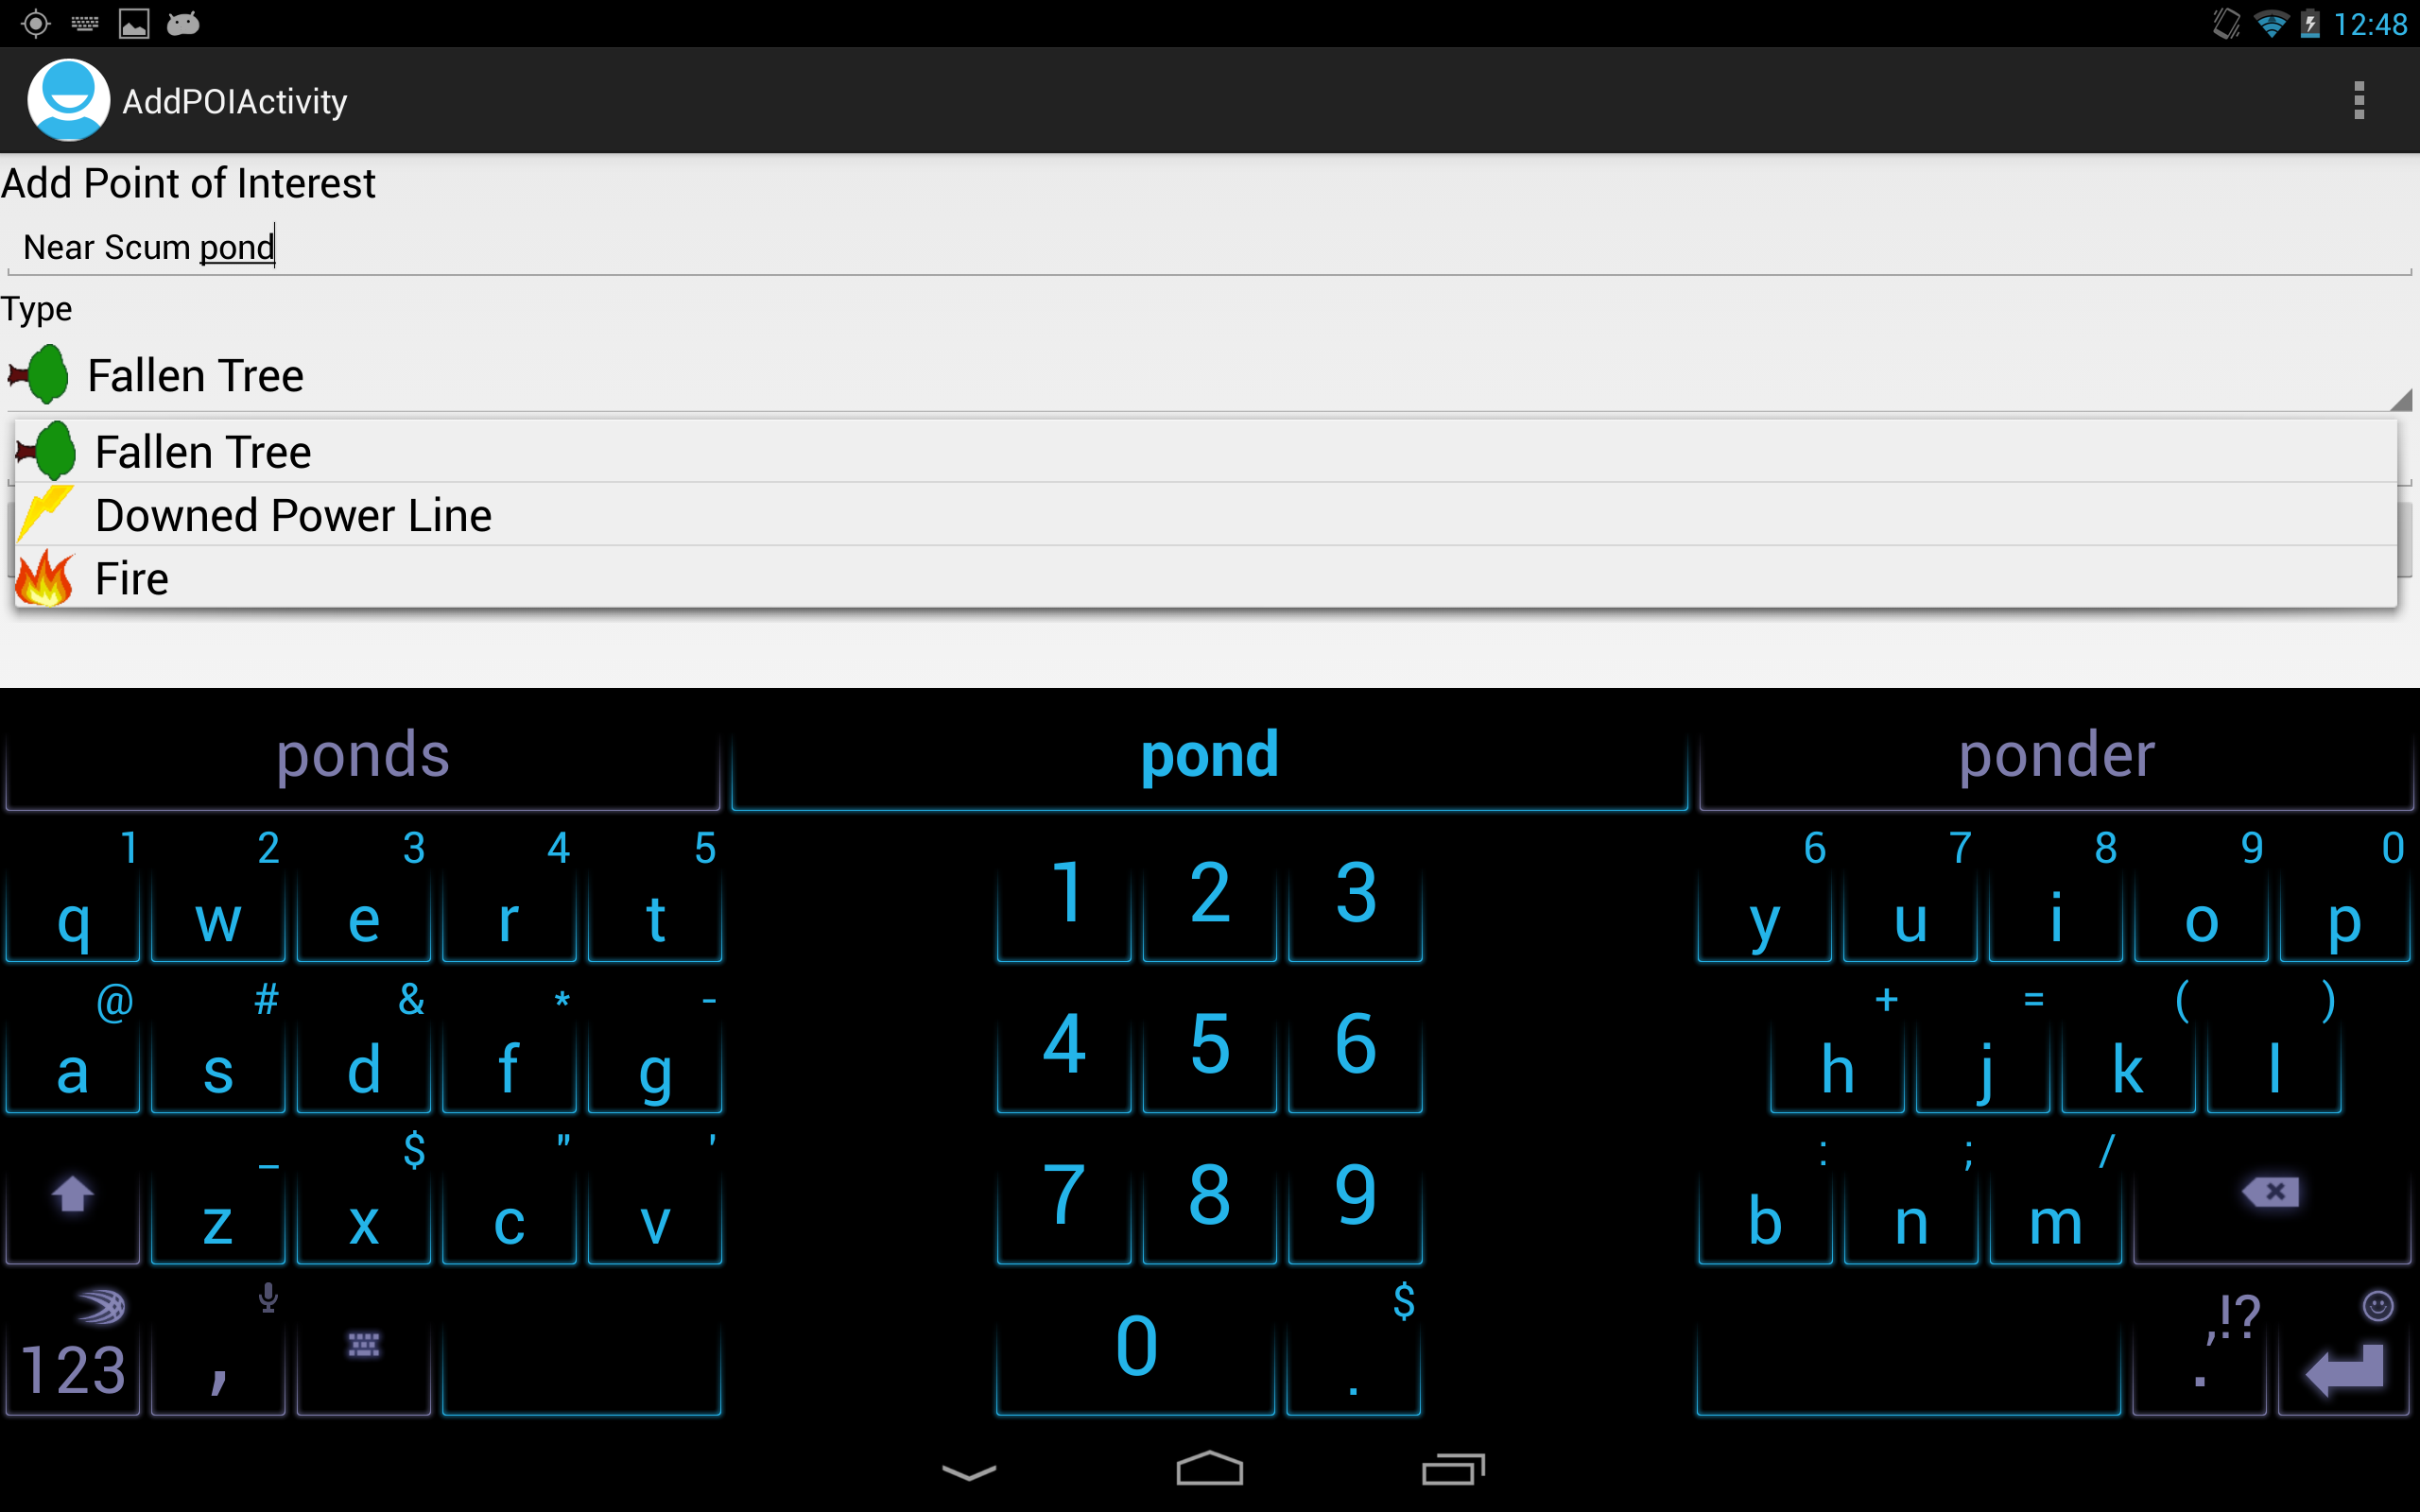 12:48
AddPOIActivity
Add Point of Interest
Near Scum pond
Type
Fallen Tree
Fallen Tree
Downed Power Line
Fire
ponds pond ponder
1 2 3 4 5 6 7 8 9 0
q w e r t 1 2 3 y u i o p
@ # & * - + = ( )
a s d f g 4 5 6 h j k l
_ $ " ' : ; /
z x c v 7 8 9 b n m
$ ,!?
123 , 0 . .